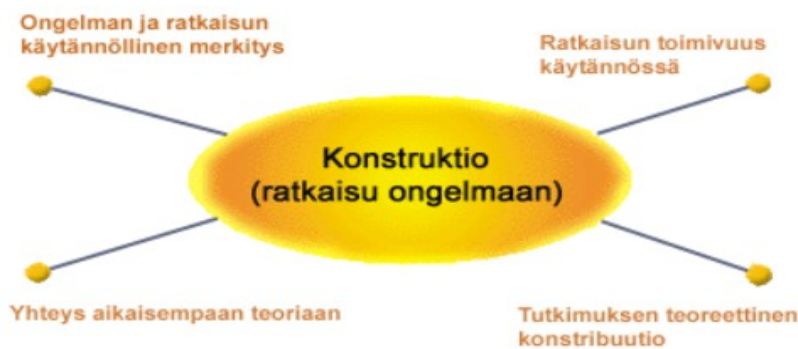 Ongelman ja ratkaisun
käytännöllinen merkitys
Ratkaisun toimivuus
käytännössä
Konstruktio
(ratkaisu ongelmaan)
Yhteys aikaisempaan teoriaan
Tutkimuksen teoreettinen
konstribuutio